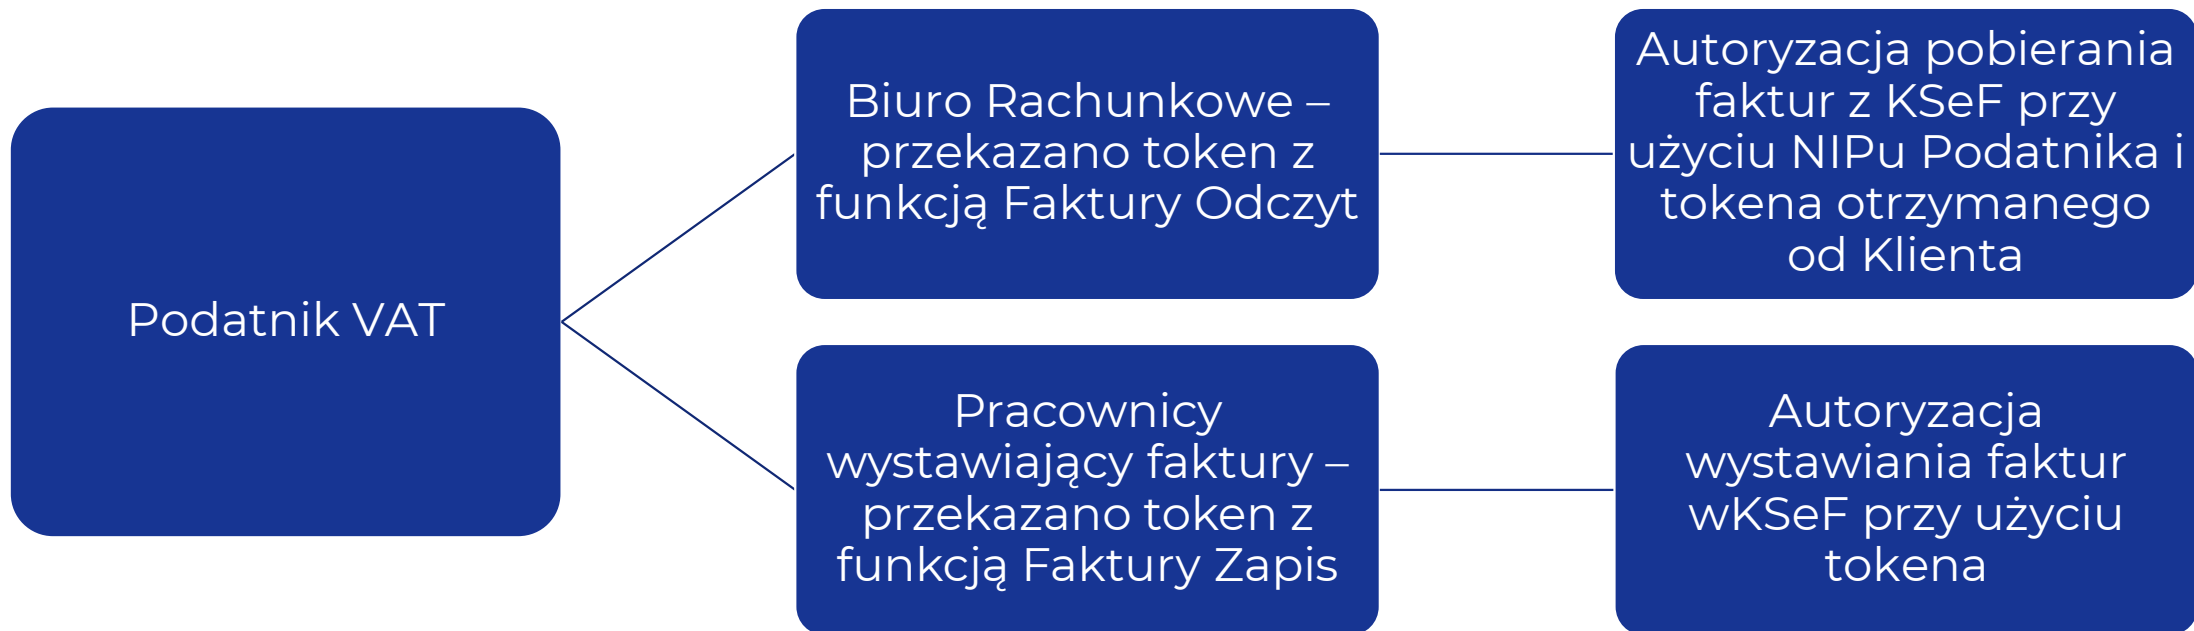 Podatnik VAT
Biuro Rachunkowe –
przekazano token z
funkcją Faktury Odczyt
Autoryzacja pobierania
faktur z KSeF przy
użyciu NIPu Podatnika i
tokena otrzymanego
od Klienta
Pracownicy
wystawiający faktury –
przekazano token z
funkcją Faktury Zapis
Autoryzacja
wystawiania faktur
wKSeF przy użyciu
tokena